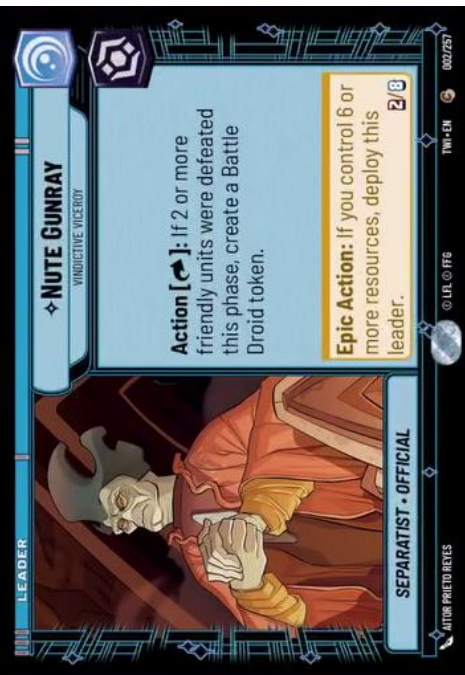 LEADER
NUTE GUNRAY
VINDICTIVE VICEROY
Action [ ]: If 2 or more
friendly units were defeated
this phase, create a Battle
Droid token.
Epic Action: If you control 6 or
more resources, deploy this
leader.
2/8
SEPARATIST • OFFICIAL
AITOR PRIETO REYES
© LFL © FFG
TWI • EN
G
002/257